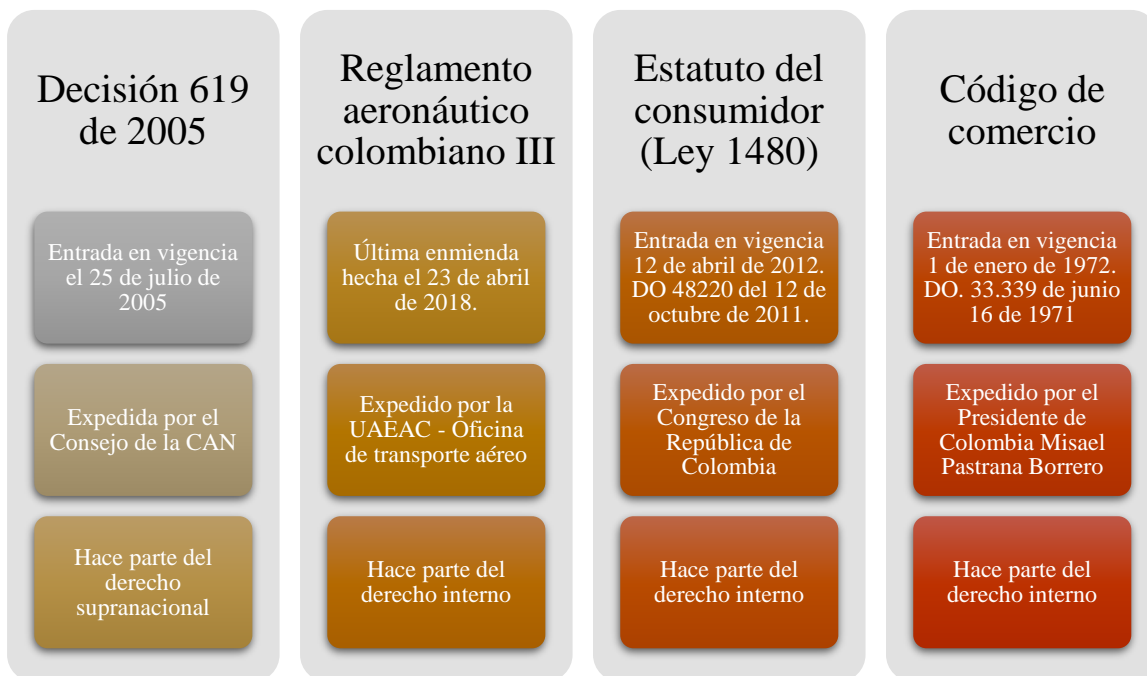 Decisión 619
de 2005
Entrada en vigencia
el 25 de julio de
2005
Expedida por el
Consejo de la CAN
Hace parte del
derecho
supranacional
Reglamento
aeronáutico
colombiano III
Última enmienda
hecha el 23 de abril
de 2018.
Expedido por la
UAEAC - Oficina
de transporte aéreo
Hace parte del
derecho interno
Estatuto del
consumidor
(Ley 1480)
Entrada en vigencia
12 de abril de 2012.
DO 48220 del 12 de
octubre de 2011.
Expedido por el
Congreso de la
República de
Colombia
Hace parte del
derecho interno
Código de
comercio
Entrada en vigencia
1 de enero de 1972.
DO. 33.339 de junio
16 de 1971
Expedido por el
Presidente de
Colombia Misael
Pastrana Borrero
Hace parte del
derecho interno